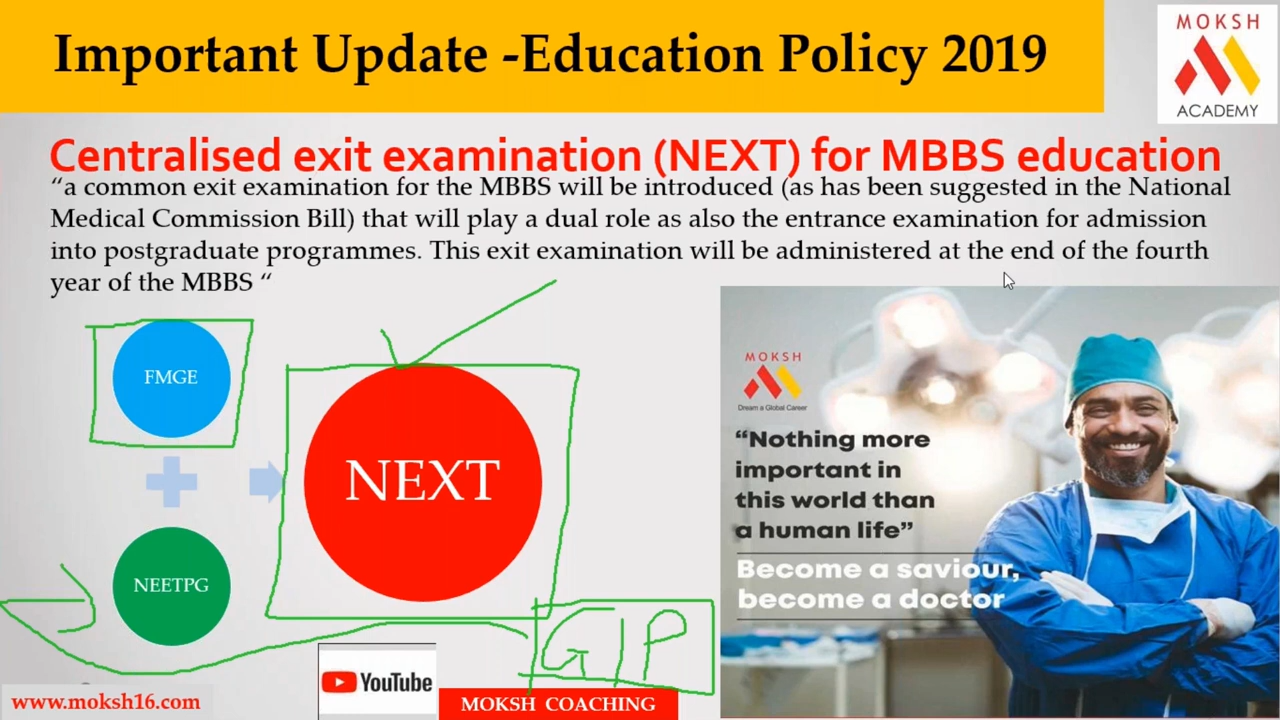 Important Update -Education Policy 2019
MOKSH
ACADEMY
Centralised exit examination (NEXT) for MBBS education
“a common exit examination for the MBBS will be introduced (as has been suggested in the National
Medical Commission Bill) that will play a dual role as also the entrance examination for admission
into postgraduate programmes. This exit examination will be administered at the end of the fourth
year of the MBBS “
FMGE
NEXT
NEETPG
GP
MOKSH
Dream a Global Career
“Nothing more
important in
this world than
a human life”
Become a saviour,
become a doctor
www.moksh16.com
YouTube
MOKSH COACHING